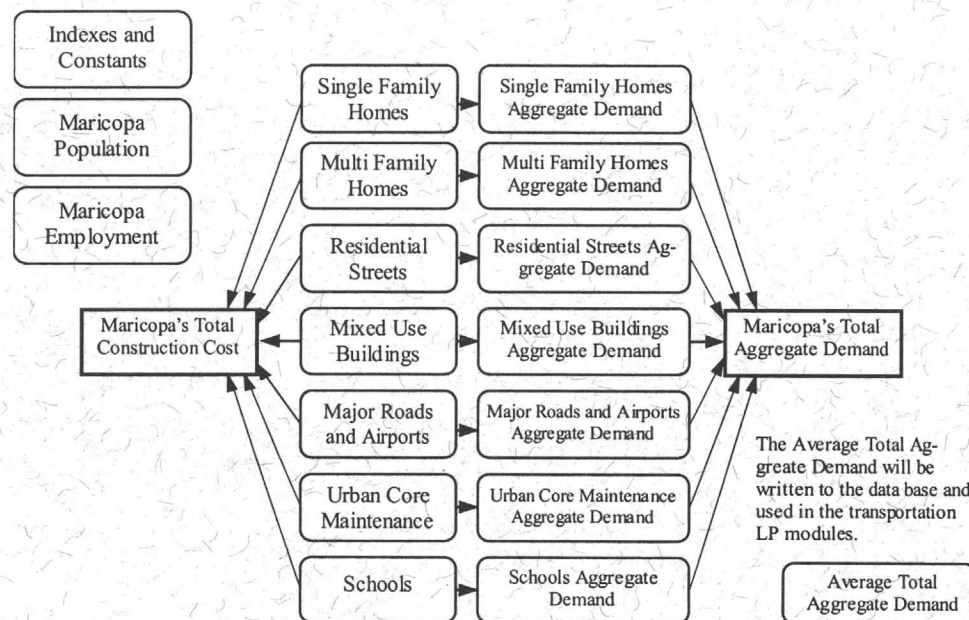 Indexes and
Constants
Maricopa
Population
Maricopa
Employment
Single Family
Homes
Single Family Homes
Aggregate Demand
Multi Family
Homes
Multi Family Homes
Aggregate Demand
Residential
Streets
Residential Streets Ag-
gregate Demand
Maricopa's Total
Construction Cost
Mixed Use
Buildings
Mixed Use Buildings
Aggregate Demand
Maricopa's Total
Aggregate Demand
Major Roads
and Airports
Major Roads and Airports
Aggregate Demand
Urban Core
Maintenance
Urban Core Maintenance
Aggregate Demand
Schools
Schools Aggregate
Demand
The Average Total Ag-
greate Demand will be
written to the data base and
used in the transportation
LP modules.
Average Total
Aggregate Demand